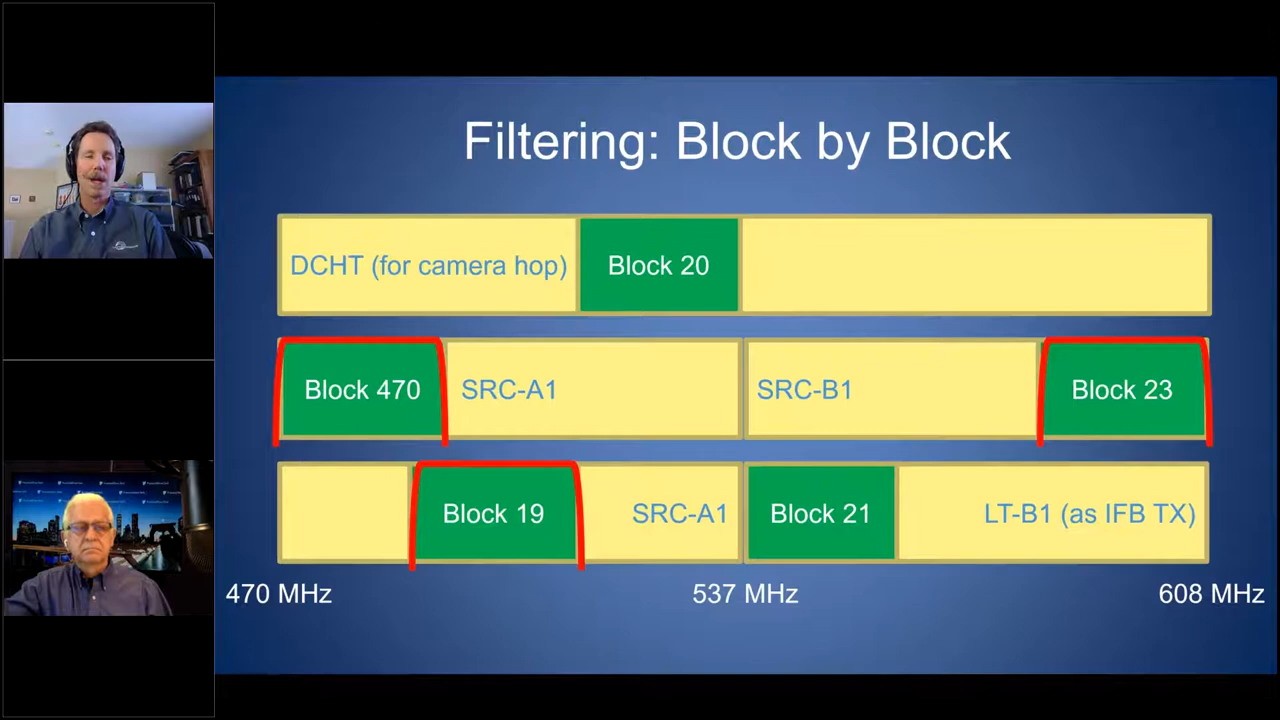 Filtering: Block by Block
DCHT (for camera hop)
Block 20
Block 470
SRC-A1
SRC-B1
Block 23
Block 19
SRC-A1
Block 21
LT-B1 (as IFB TX)
470 MHz
537 MHz
608 MHz